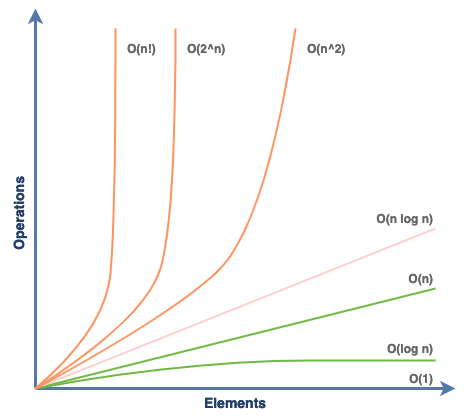 O(n!)
O(2^n)
O(n^2)
O(n log n)
O(n)
O(log n)
O(1)
Operations
Elements